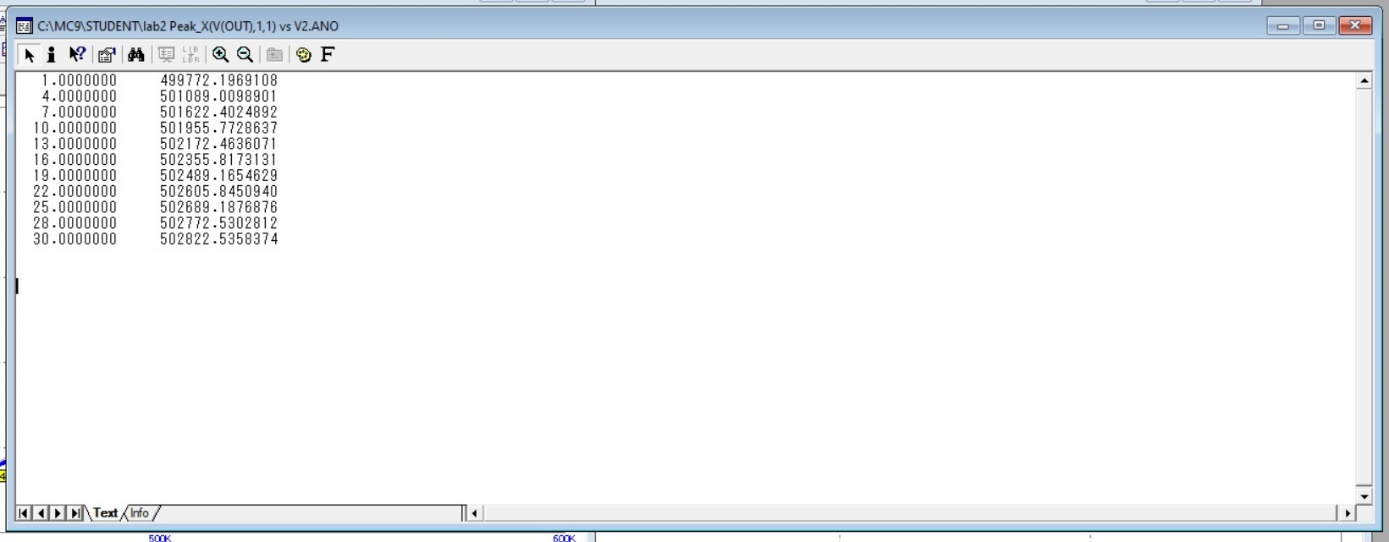 C:\MC9\STUDENT\lab2 Peak_X(V(OUT),1,1) vs V2.ANO
F
1.0000000 499772.1969108
4.0000000 501089.0098901
7.0000000 501622.4024892
10.0000000 501955.7728637
13.0000000 502172.4636071
16.0000000 502355.8173131
19.0000000 502489.1654629
22.0000000 502605.8450940
25.0000000 502689.1876876
28.0000000 502772.5302812
30.0000000 502822.5358374
Text Info
500K 600K